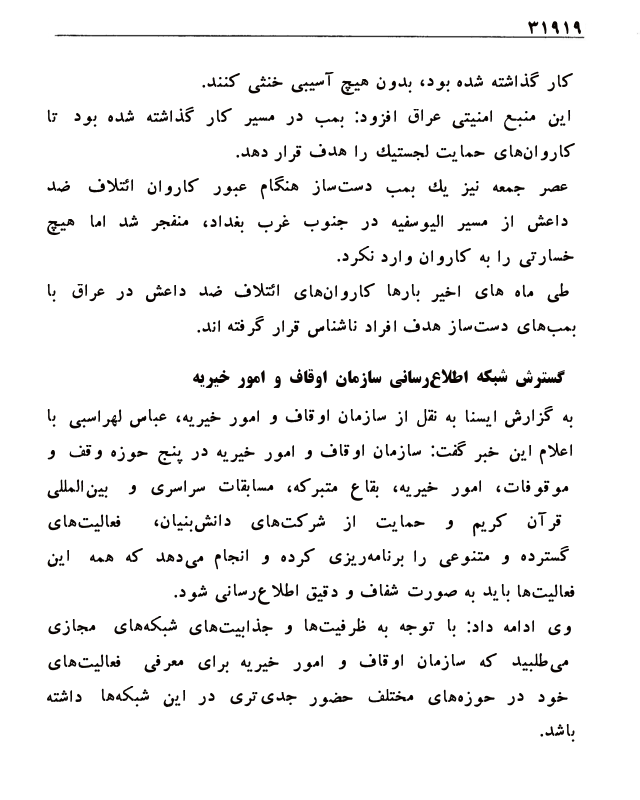 ۳۱۹۱۹
کار گذاشته شده بود، بدون هیچ آسیبی خنثی کنند.
این منبع امنیتی عراق افزود: بمب در مسیر کار گذاشته شده بود تا
کاروان‌های حمایت لجستیك را هدف قرار دهد.
عصر جمعه نیز یك بمب دست‌ساز هنگام عبور کاروان ائتلاف ضد
داعش از مسیر الیوسفیه در جنوب غرب بغداد، منفجر شد اما هیچ
خسارتی را به کاروان وارد نکرد.
طی ماه های اخیر بارها کاروان‌های ائتلاف ضد داعش در عراق با
بمب‌های دست‌ساز هدف افراد ناشناس قرار گرفته اند.
گسترش شبکه اطلاع‌رسانی سازمان اوقاف و امور خیریه
به گزارش ایسنا به نقل از سازمان اوقاف و امور خیریه، عباس لهراسبی با
اعلام این خبر گفت: سازمان اوقاف و امور خیریه در پنج حوزه وقف و
موقوفات، امور خیریه، بقاع متبرکه، مسابقات سراسری و بین‌المللی
قرآن کریم و حمایت از شرکت‌های دانش‌بنیان، فعالیت‌های
گسترده و متنوعی را برنامه‌ریزی کرده و انجام می‌دهد که همه این
فعالیت‌ها باید به صورت شفاف و دقیق اطلاع‌رسانی شود.
وی ادامه داد: با توجه به ظرفیت‌ها و جذابیت‌های شبکه‌های مجازی
می‌طلبید که سازمان اوقاف و امور خیریه برای معرفی فعالیت‌های
خود در حوزه‌های مختلف حضور جدی‌تری در این شبکه‌ها داشته
باشد.